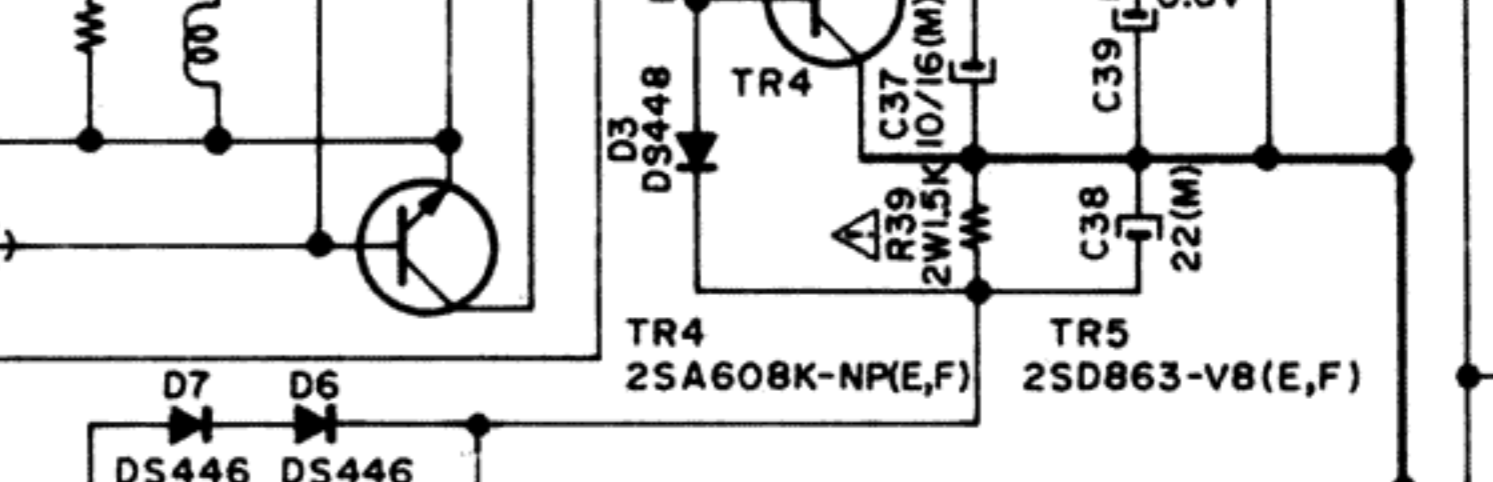 TR4
D3
DS448
C37
10/16(M)
C39
R39
2W1.5K
C38
22(M)
TR4
2SA608K-NP(E,F)
TR5
2SD863-V8(E,F)
D7
D6
DS446
DS446